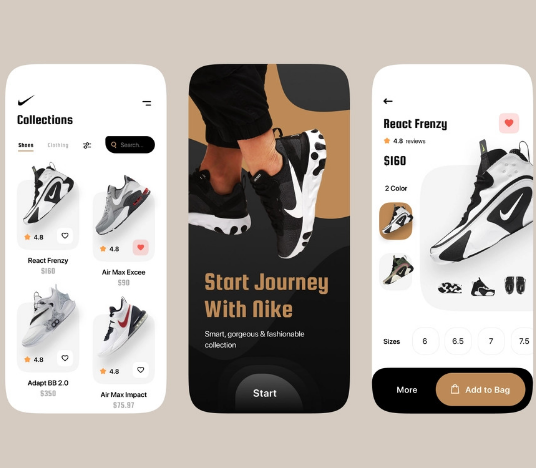 Collections
Shoes
Clothing
Search...
4.8
React Frenzy
$160
4.8
Air Max Excee
$90
4.8
Adapt BB 2.0
$350
4.8
Air Max Impact
$75.97
Start Journey
With Nike
Smart, gorgeous & fashionable
collection
Start
React Frenzy
4.8 reviews
$160
2 Color
Sizes
6
6.5
7
7.5
More
Add to Bag